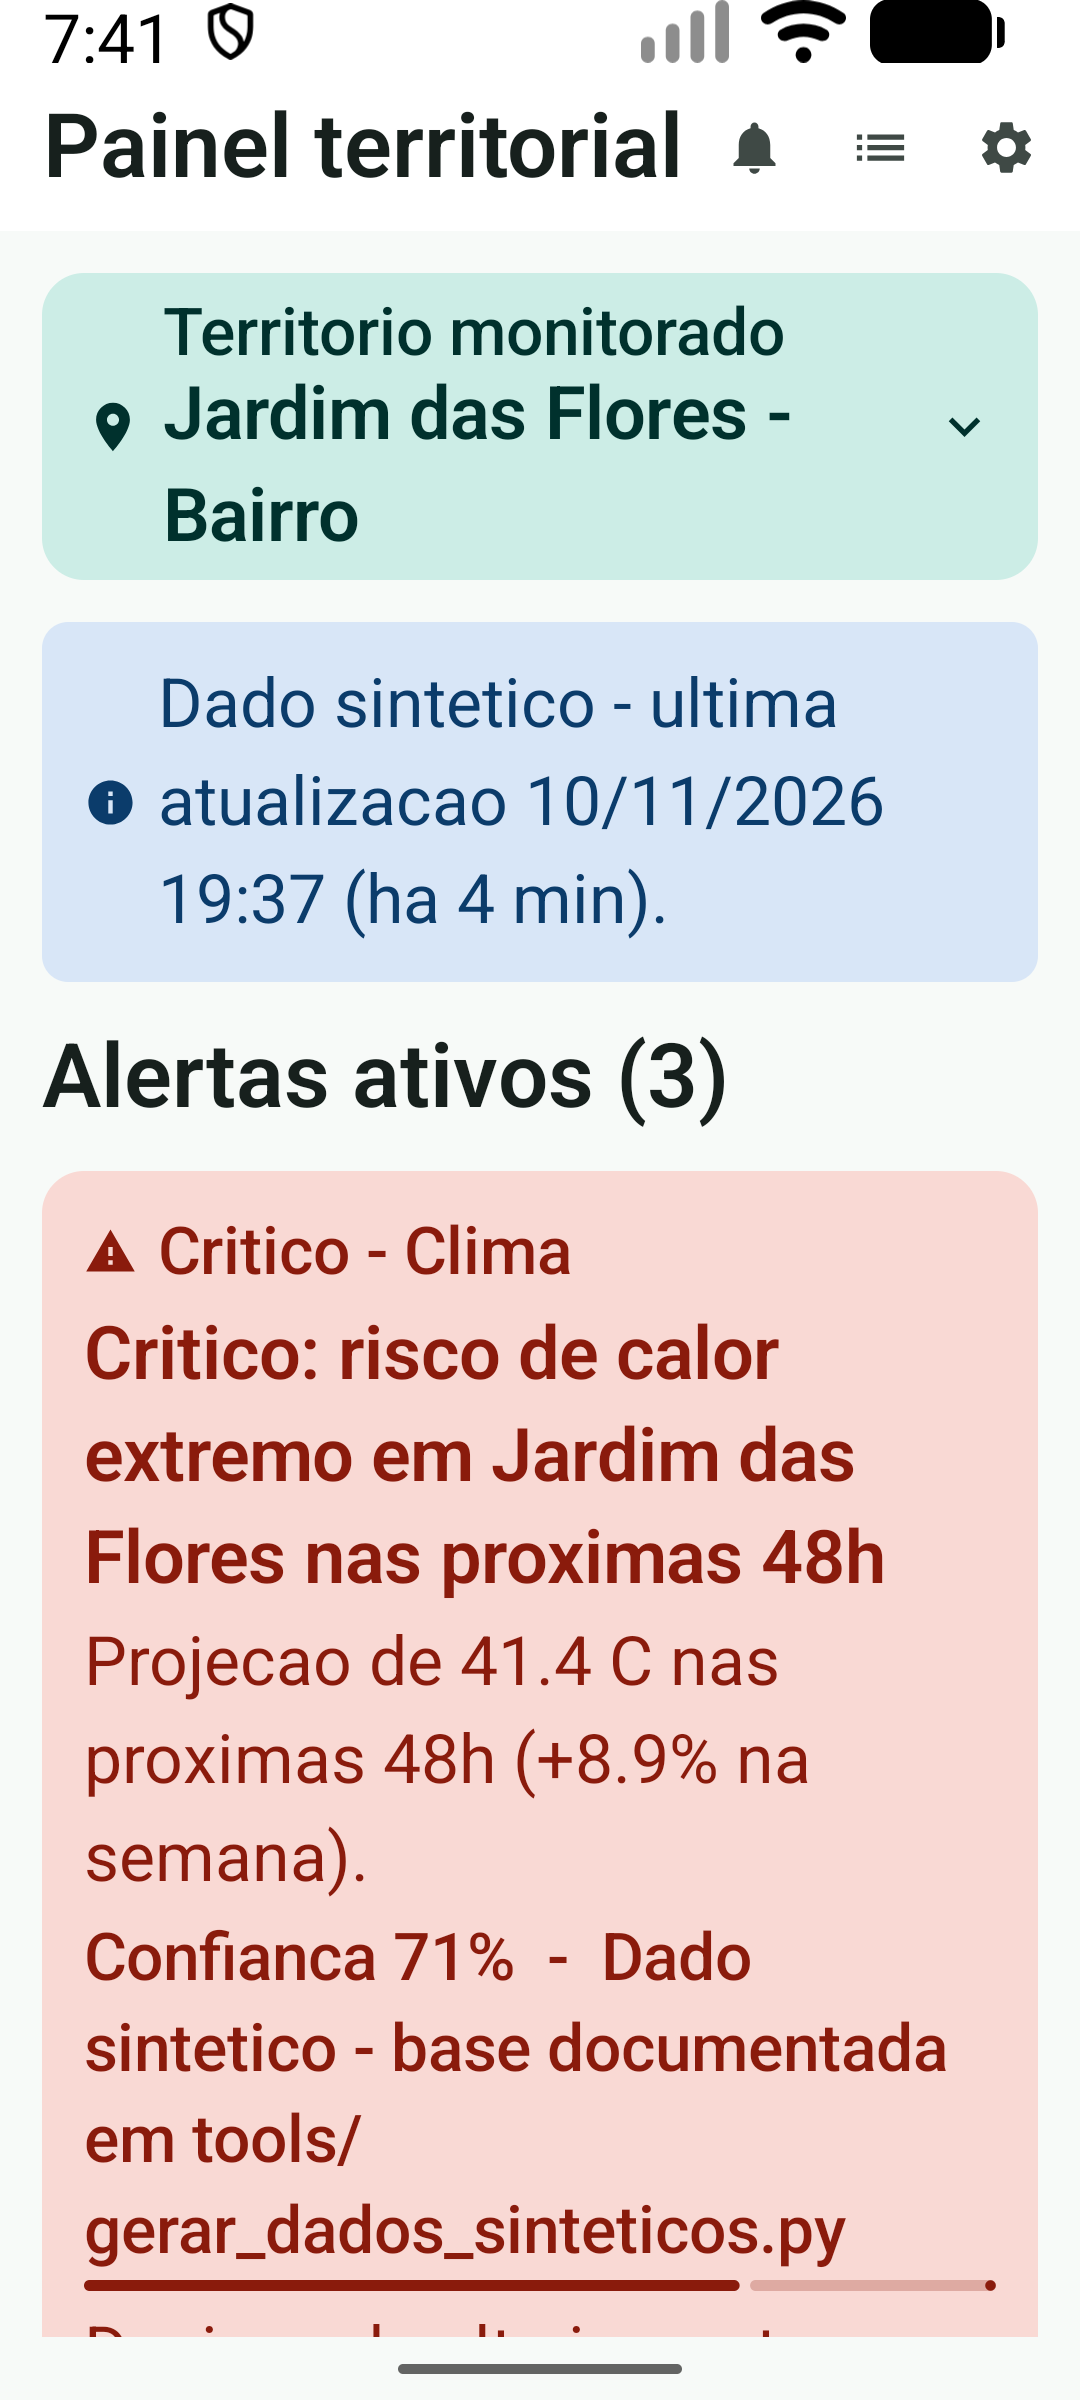 7:41
Painel territorial
Territorio monitorado
Jardim das Flores -
Bairro
Dado sintetico - ultima
atualizacao 10/11/2026
19:37 (ha 4 min).
Alertas ativos (3)
Critico - Clima
Critico: risco de calor
extremo em Jardim das
Flores nas proximas 48h
Projecao de 41.4 C nas
proximas 48h (+8.9% na
semana).
Confianca 71% - Dado
sintetico - base documentada
em tools/
gerar_dados_sinteticos.py